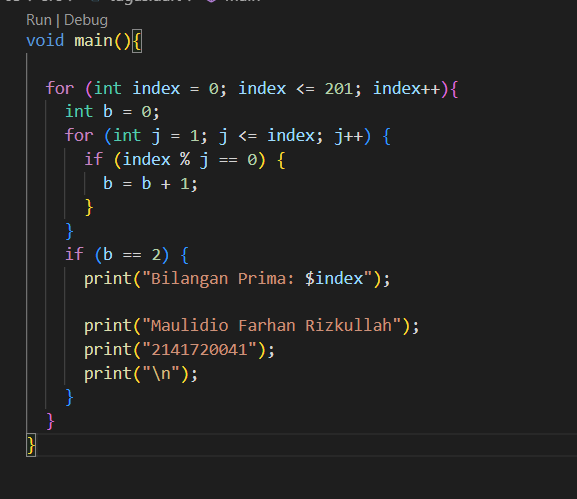 Run | Debug
void main(){
for (int index = 0; index <= 201; index++){
int b = 0;
for (int j = 1; j <= index; j++) {
if (index % j == 0) {
b = b + 1;
}
}
if (b == 2) {
print("Bilangan Prima: $index");
print("Maulidio Farhan Rizkullah");
print("2141720041");
print("\n");
}
}
}